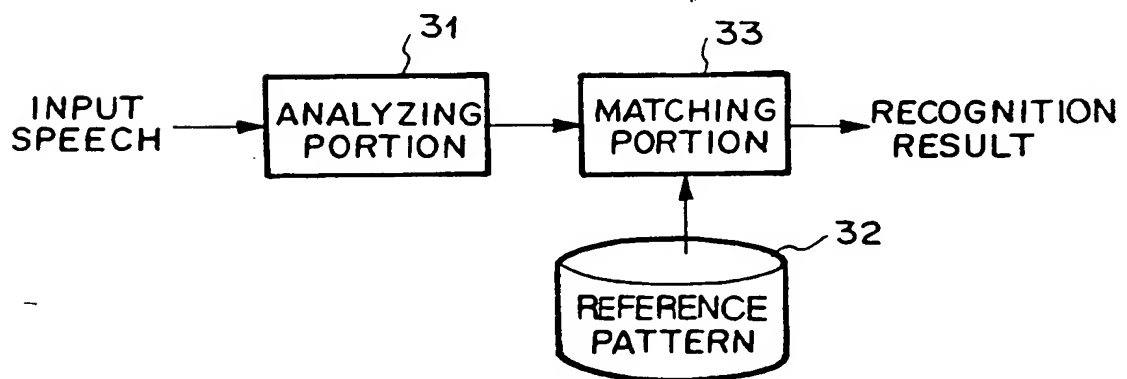 31
33
INPUT
SPEECH
ANALYZING
PORTION
MATCHING
PORTION
RECOGNITION
RESULT
32
REFERENCE
PATTERN